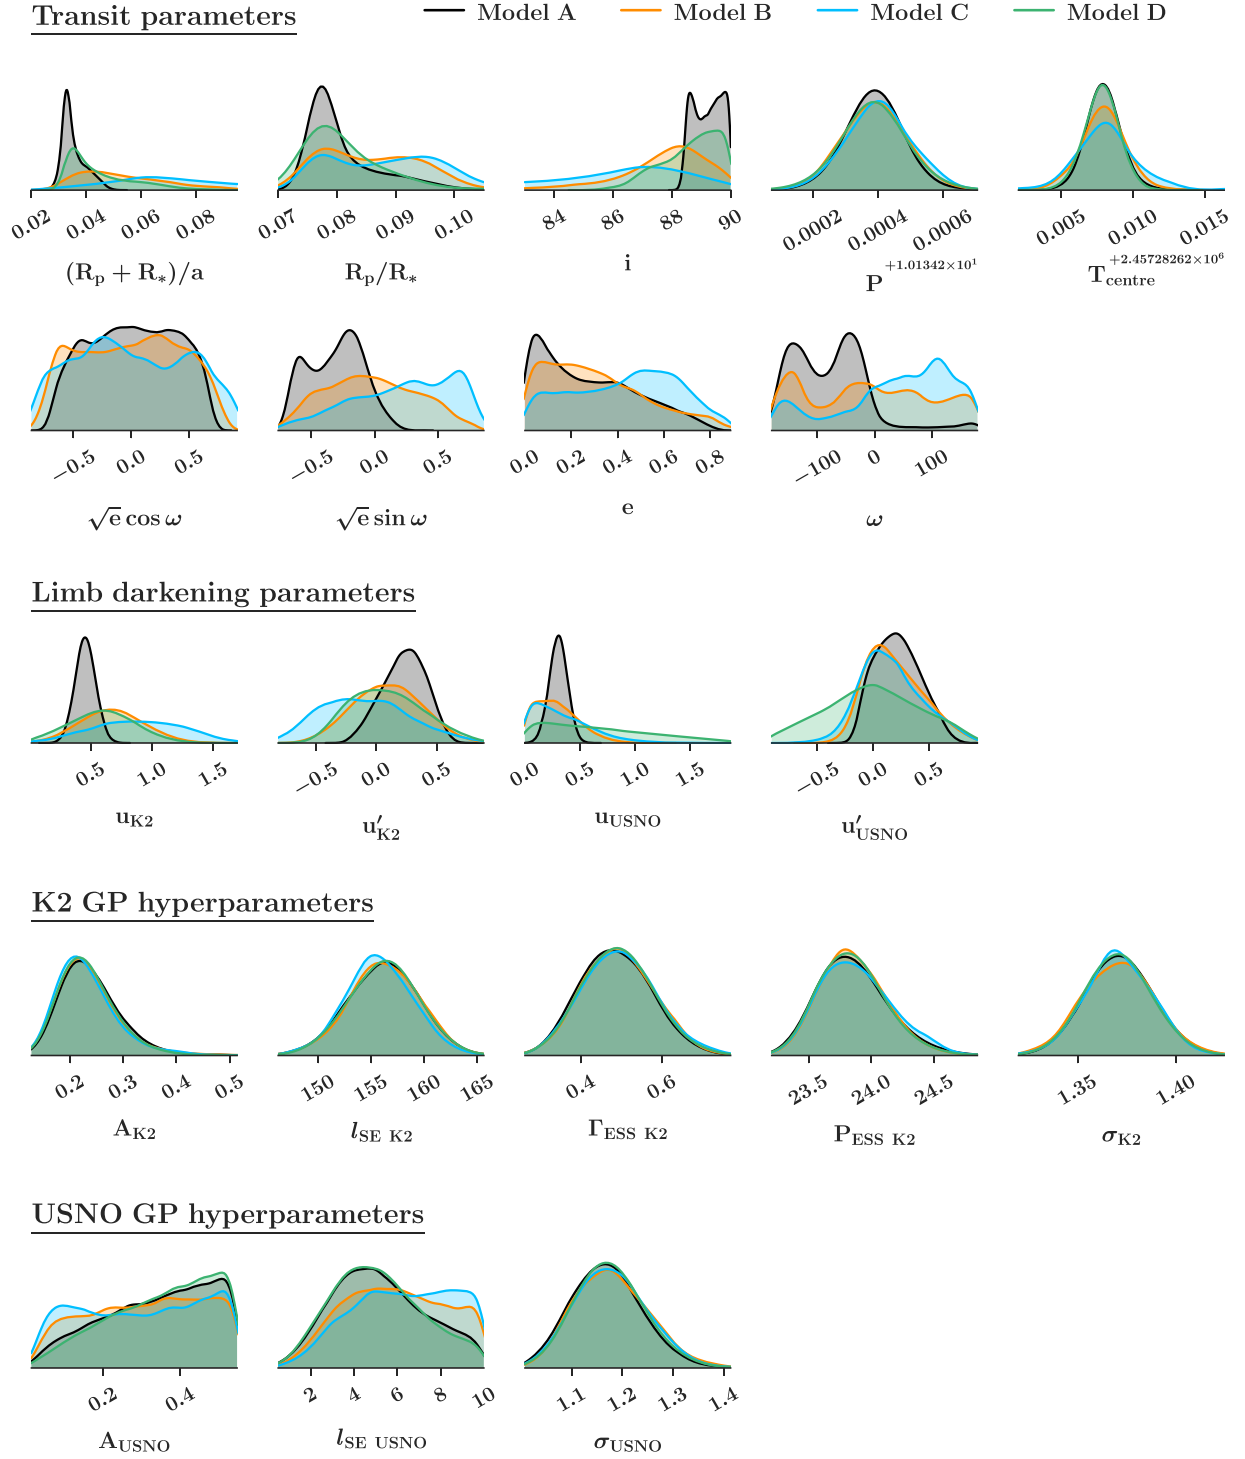 Transit parameters
Model A Model B Model C Model D
0.02 0.04 0.06 0.08
(Rp + R*)/a
0.07 0.08 0.09 0.10
Rp/R*
84 86 88 90
i
0.0002 0.0004 0.0006
P +1.01342×10¹
0.005 0.010 0.015
Tcentre +2.45728262×10⁶
−0.5 0.0 0.5
√e cos ω
−0.5 0.0 0.5
√e sin ω
0.0 0.2 0.4 0.6 0.8
e
−100 0 100
ω
Limb darkening parameters
0.5 1.0 1.5
uK2
−0.5 0.0 0.5
u′K2
0.0 0.5 1.0 1.5
uUSNO
−0.5 0.0 0.5
u′USNO
K2 GP hyperparameters
0.2 0.3 0.4 0.5
AK2
150 155 160 165
lSE K2
0.4 0.6
ΓESS K2
23.5 24.0 24.5
PESS K2
1.35 1.40
σK2
USNO GP hyperparameters
0.2 0.4
AUSNO
2 4 6 8 10
lSE USNO
1.1 1.2 1.3 1.4
σUSNO